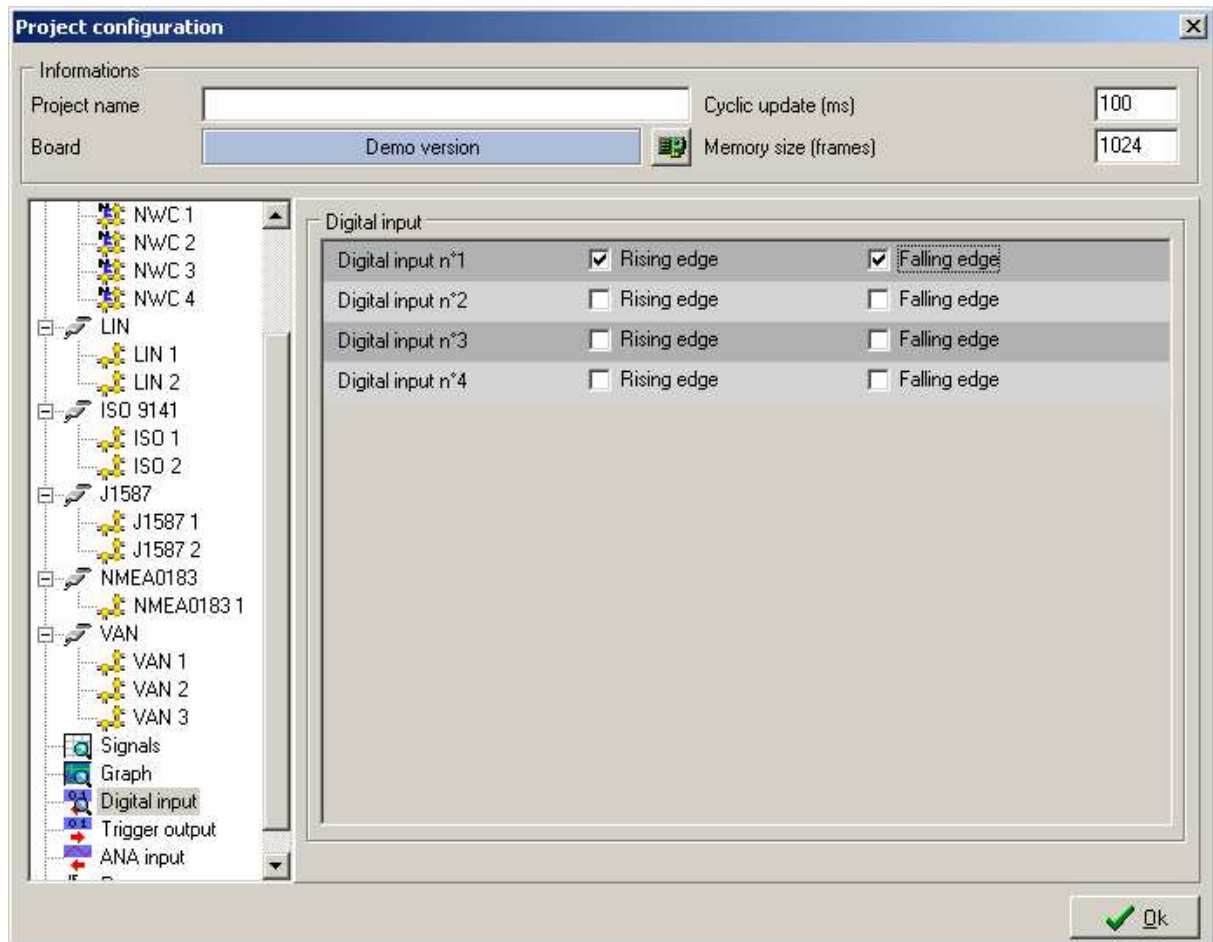 Project configuration
Informations
Project name
Cyclic update (ms)
100
Board
Demo version
Memory size (frames)
1024
NWC 1
NWC 2
NWC 3
NWC 4
LIN
LIN 1
LIN 2
ISO 9141
ISO 1
ISO 2
J1587
J1587 1
J1587 2
NMEA0183
NMEA0183 1
VAN
VAN 1
VAN 2
VAN 3
Signals
Graph
Digital input
Trigger output
ANA input
Digital input
Digital input n°1 Rising edge Falling edge
Digital input n°2 Rising edge Falling edge
Digital input n°3 Rising edge Falling edge
Digital input n°4 Rising edge Falling edge
Ok